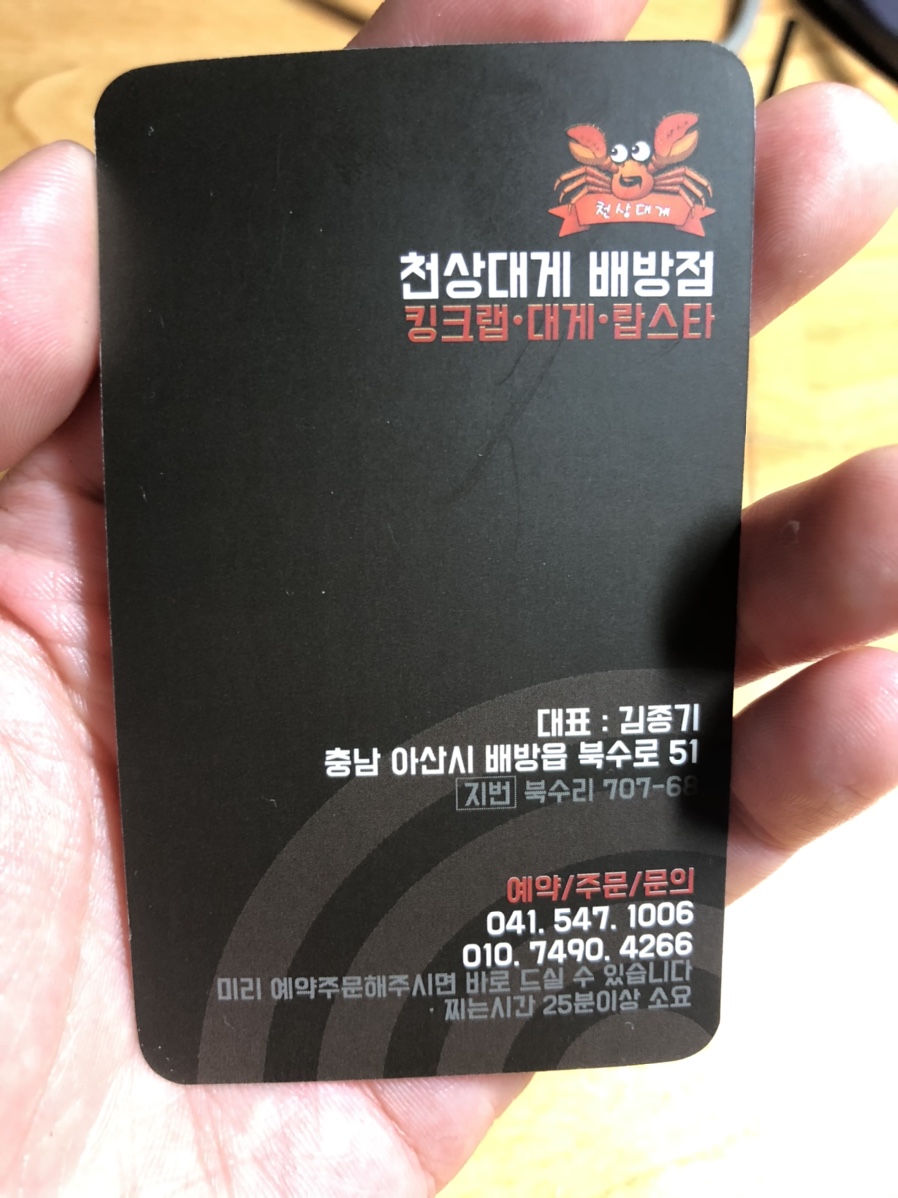 천상대게
천상대게 배방점
킹크랩·대게·랍스타
대표 : 김종기
충남 아산시 배방읍 북수로 51
지번 북수리 707-68
예약/주문/문의
041. 547. 1006
010. 7490. 4266
미리 예약주문해주시면 바로 드실 수 있습니다
찌는시간 25분이상 소요